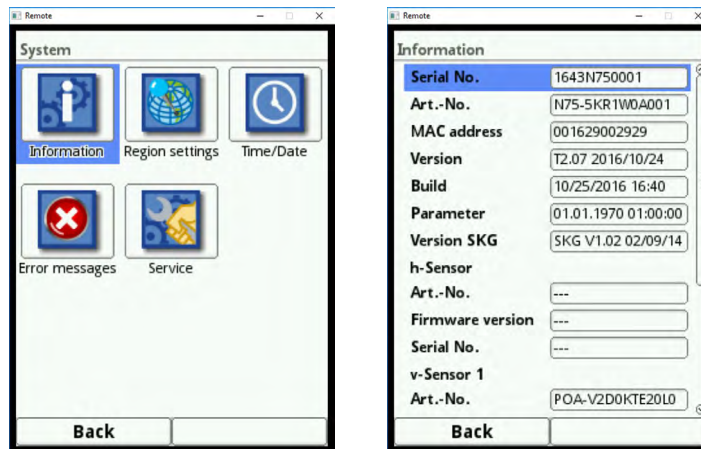 Remote
System
Information Region settings Time/Date
Error messages Service
Back
Remote
Information
Serial No. 1643N750001
Art.-No. N75-5KR1W0A001
MAC address 001629002929
Version T2.07 2016/10/24
Build 10/25/2016 16:40
Parameter 01.01.1970 01:00:00
Version SKG SKG V1.02 02/09/14
h-Sensor
Art.-No. ---
Firmware version ---
Serial No. ---
v-Sensor 1
Art.-No. POA-V2D0KTE20L0
Back